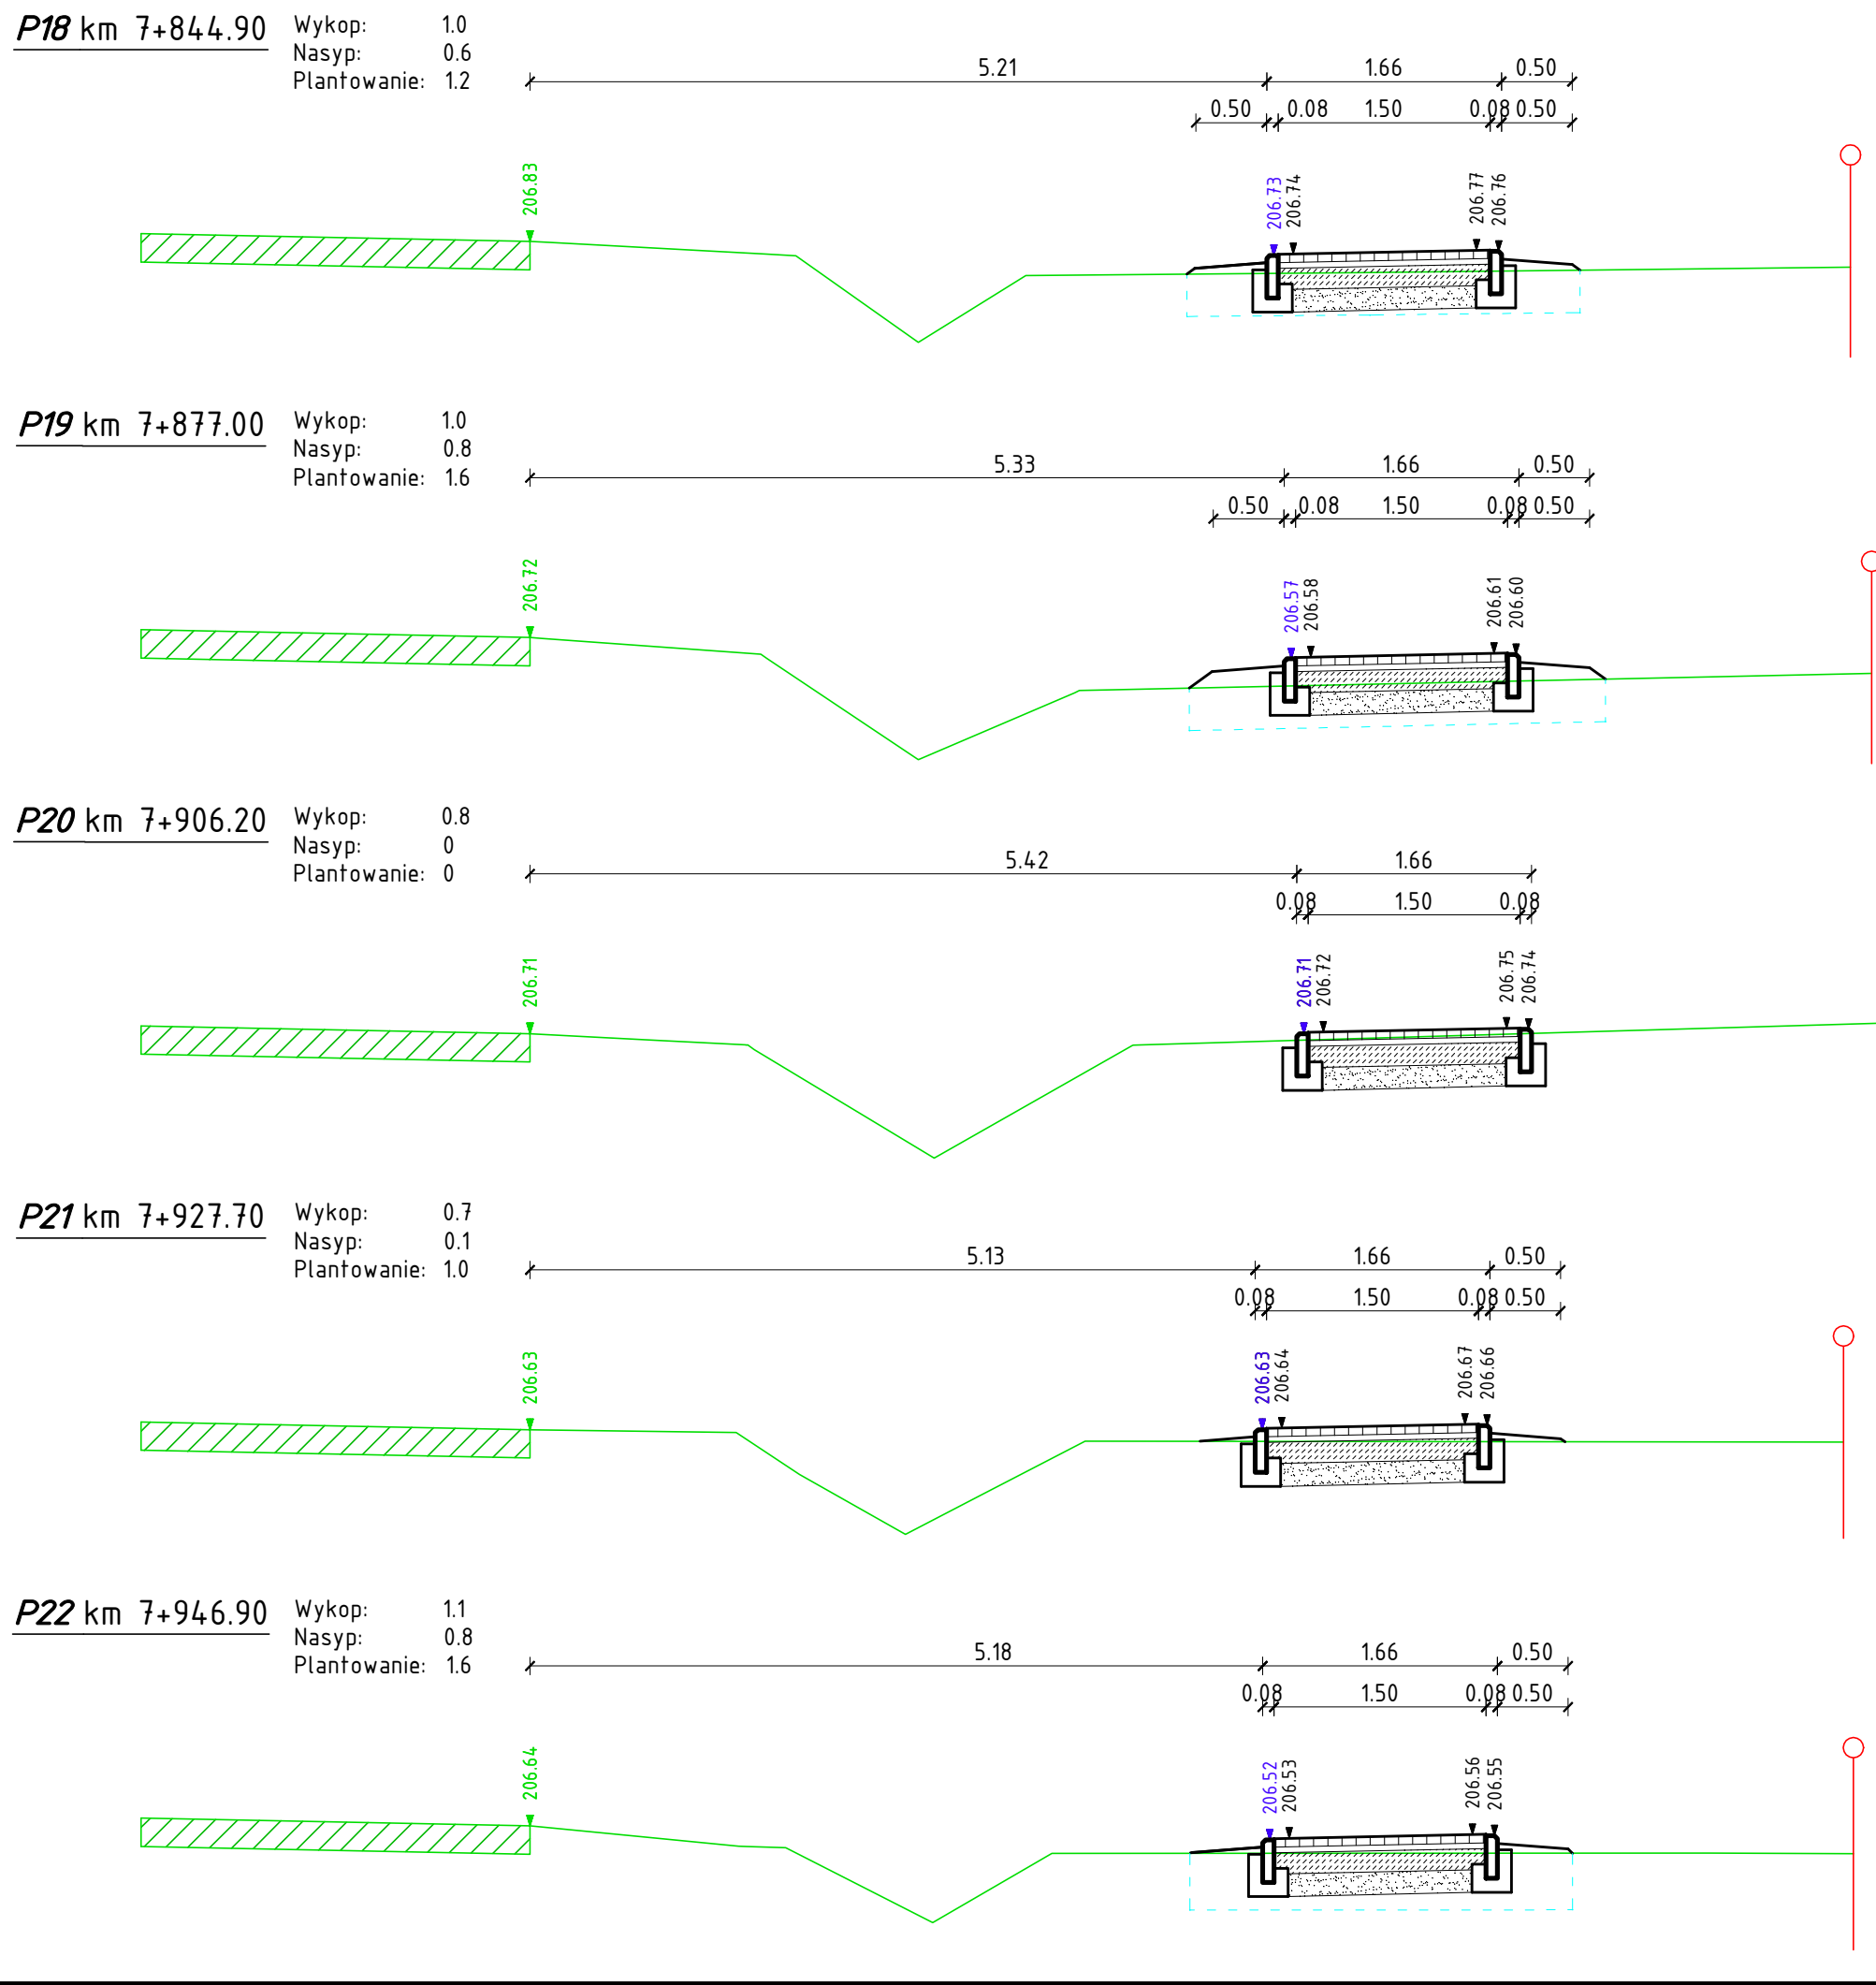 P18 km 7+844.90
Wykop: 1.0
Nasyp: 0.6
Plantowanie: 1.2
5.21 1.66 0.50
0.50 0.08 1.50 0.08 0.50
206.83 206.73 206.74 206.77 206.76
P19 km 7+877.00
Wykop: 1.0
Nasyp: 0.8
Plantowanie: 1.6
5.33 1.66 0.50
0.50 0.08 1.50 0.08 0.50
206.72 206.57 206.58 206.61 206.60
P20 km 7+906.20
Wykop: 0.8
Nasyp: 0
Plantowanie: 0
5.42 1.66
0.08 1.50 0.08
206.71 206.71 206.72 206.75 206.74
P21 km 7+927.70
Wykop: 0.7
Nasyp: 0.1
Plantowanie: 1.0
5.13 1.66 0.50
0.08 1.50 0.08 0.50
206.63 206.63 206.64 206.67 206.66
P22 km 7+946.90
Wykop: 1.1
Nasyp: 0.8
Plantowanie: 1.6
5.18 1.66 0.50
0.08 1.50 0.08 0.50
206.64 206.52 206.53 206.56 206.55